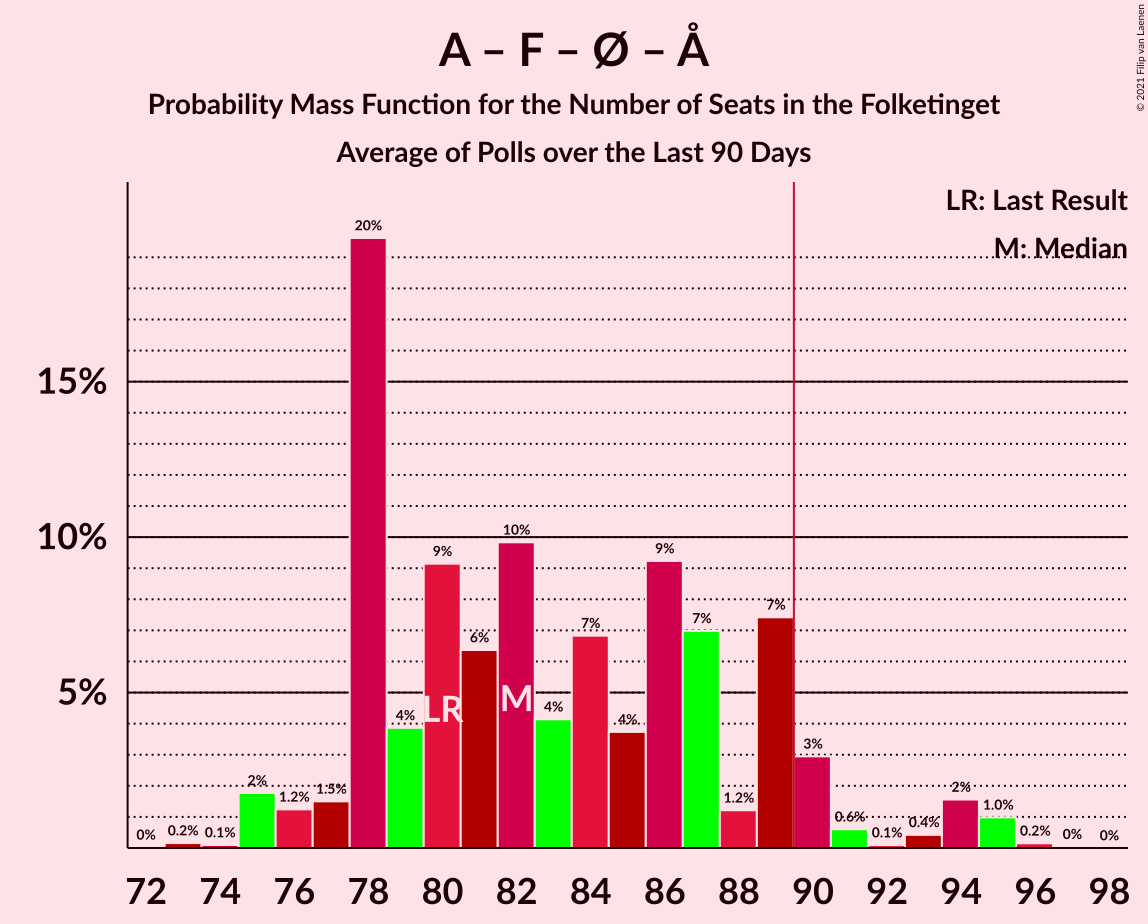 A – F – Ø – Å
Probability Mass Function for the Number of Seats in the Folketinget
Average of Polls over the Last 90 Days
© 2021 Filip van Laenen
LR: Last Result
M: Median
15%
10%
5%
0% 0.2% 0.1% 2% 1.2% 1.5% 20% 4% 9% 6% 10% 4% 7% 4% 9% 7% 1.2% 7% 3% 0.6% 0.1% 0.4% 2% 1.0% 0.2% 0% 0%
LR M
72 74 76 78 80 82 84 86 88 90 92 94 96 98